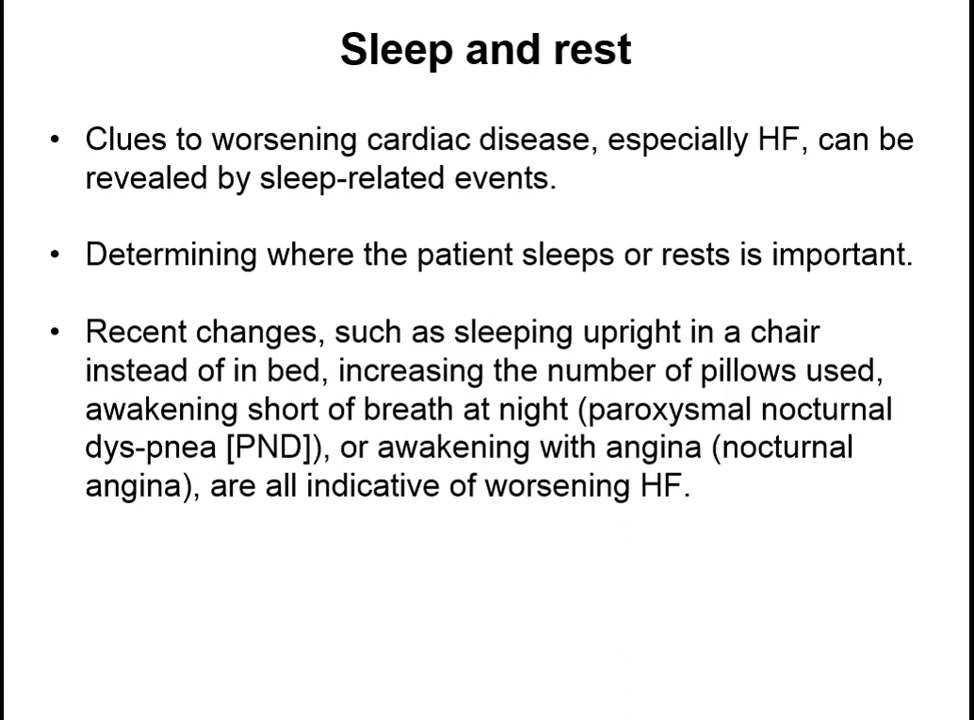 Sleep and rest
• Clues to worsening cardiac disease, especially HF, can be
revealed by sleep-related events.
• Determining where the patient sleeps or rests is important.
• Recent changes, such as sleeping upright in a chair
instead of in bed, increasing the number of pillows used,
awakening short of breath at night (paroxysmal nocturnal
dys-pnea [PND]), or awakening with angina (nocturnal
angina), are all indicative of worsening HF.